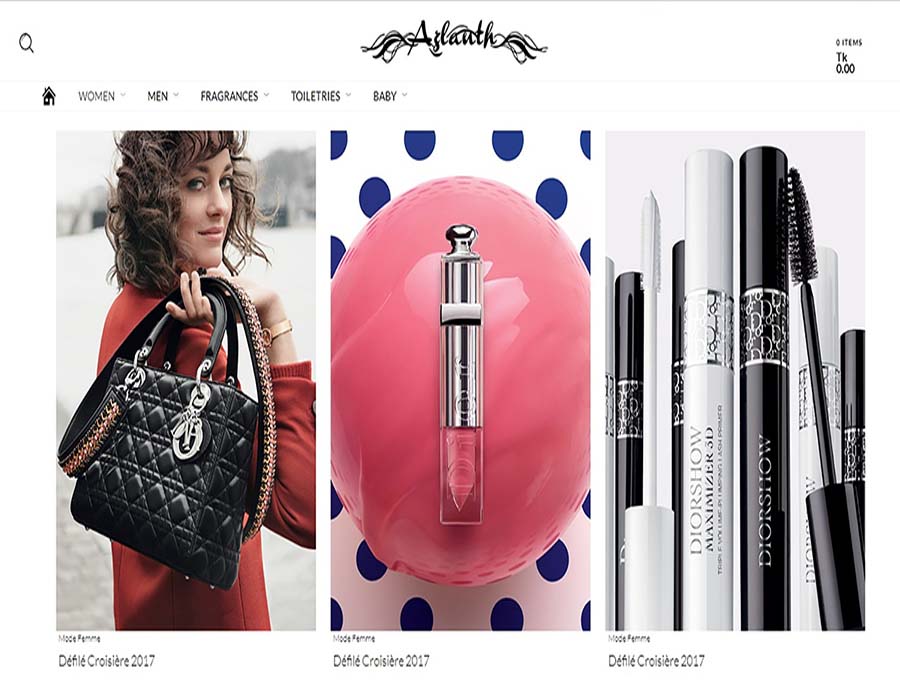 Azlauth
0 ITEMS
Tk
0.00
WOMEN
MEN
FRAGRANCES
TOILETRIES
BABY
DIORSHOW
MAXIMIZER 3D
TRIPLE VOLUME PLUMPING LASH PRIMER
DIORSHOW
DIORSHOW
Mode Femme
Mode Femme
Mode Femme
Défilé Croisière 2017
Défilé Croisière 2017
Défilé Croisière 2017